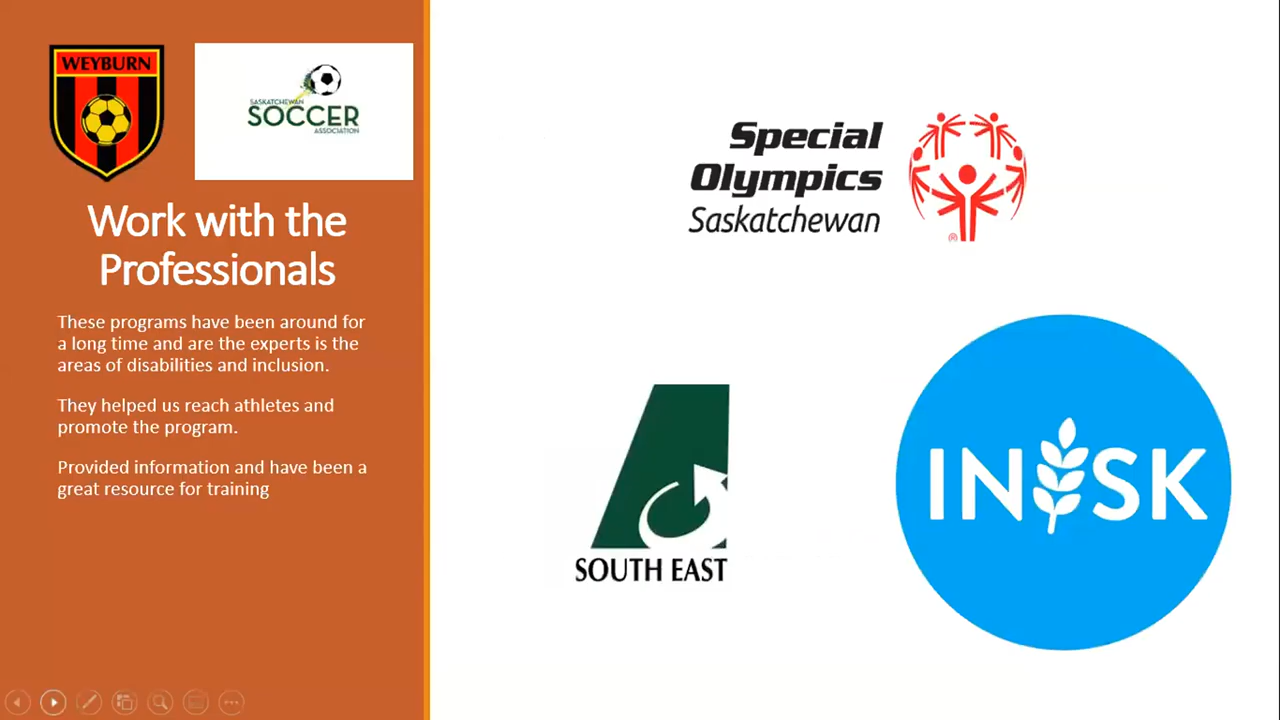 WEYBURN
SASKATCHEWAN
SOCCER
ASSOCIATION
Work with the
Professionals
These programs have been around for
a long time and are the experts is the
areas of disabilities and inclusion.
They helped us reach athletes and
promote the program.
Provided information and have been a
great resource for training
Special
Olympics
Saskatchewan
®
SOUTH EAST
IN SK